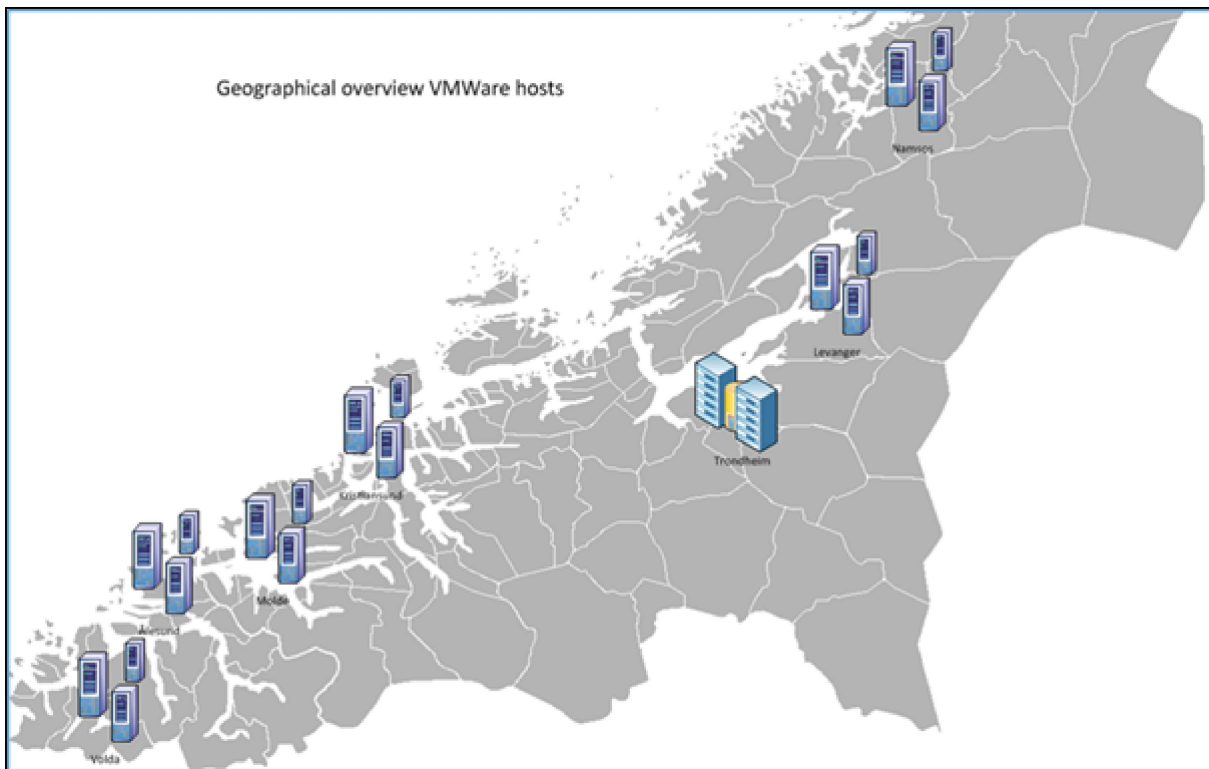 Geographical overview VMWare hosts
Namsos
Levanger
Trondheim
Kristiansund
Molde
Ålesund
Volda